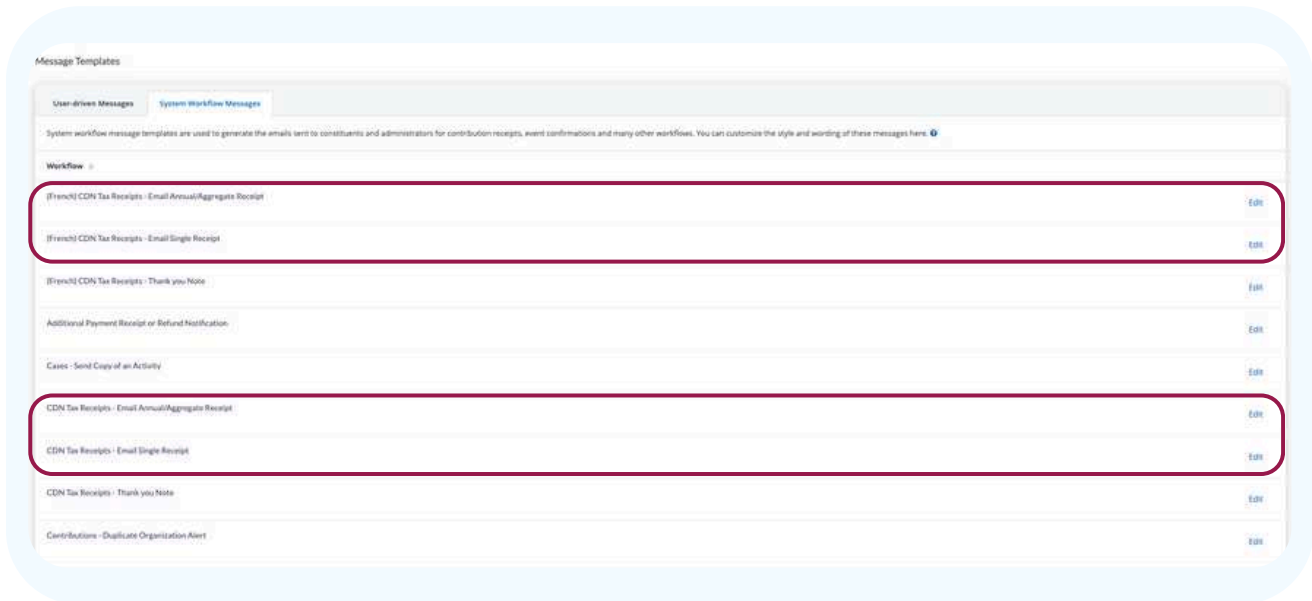 Message Templates
User-driven Messages System Workflow Messages
System workflow message templates are used to generate the emails sent to constituents and administrators for contribution receipts, event confirmations and many other workflows. You can customize the style and wording of these messages here.
Workflow
(French) CDN Tax Receipts - Email Annual/Aggregate Receipt Edit
(French) CDN Tax Receipts - Email Single Receipt Edit
(French) CDN Tax Receipts - Thank you Note Edit
Additional Payment Receipt or Refund Notification Edit
Cases - Send Copy of an Activity Edit
CDN Tax Receipts - Email Annual/Aggregate Receipt Edit
CDN Tax Receipts - Email Single Receipt Edit
CDN Tax Receipts - Thank you Note Edit
Contributions - Duplicate Organization Alert Edit